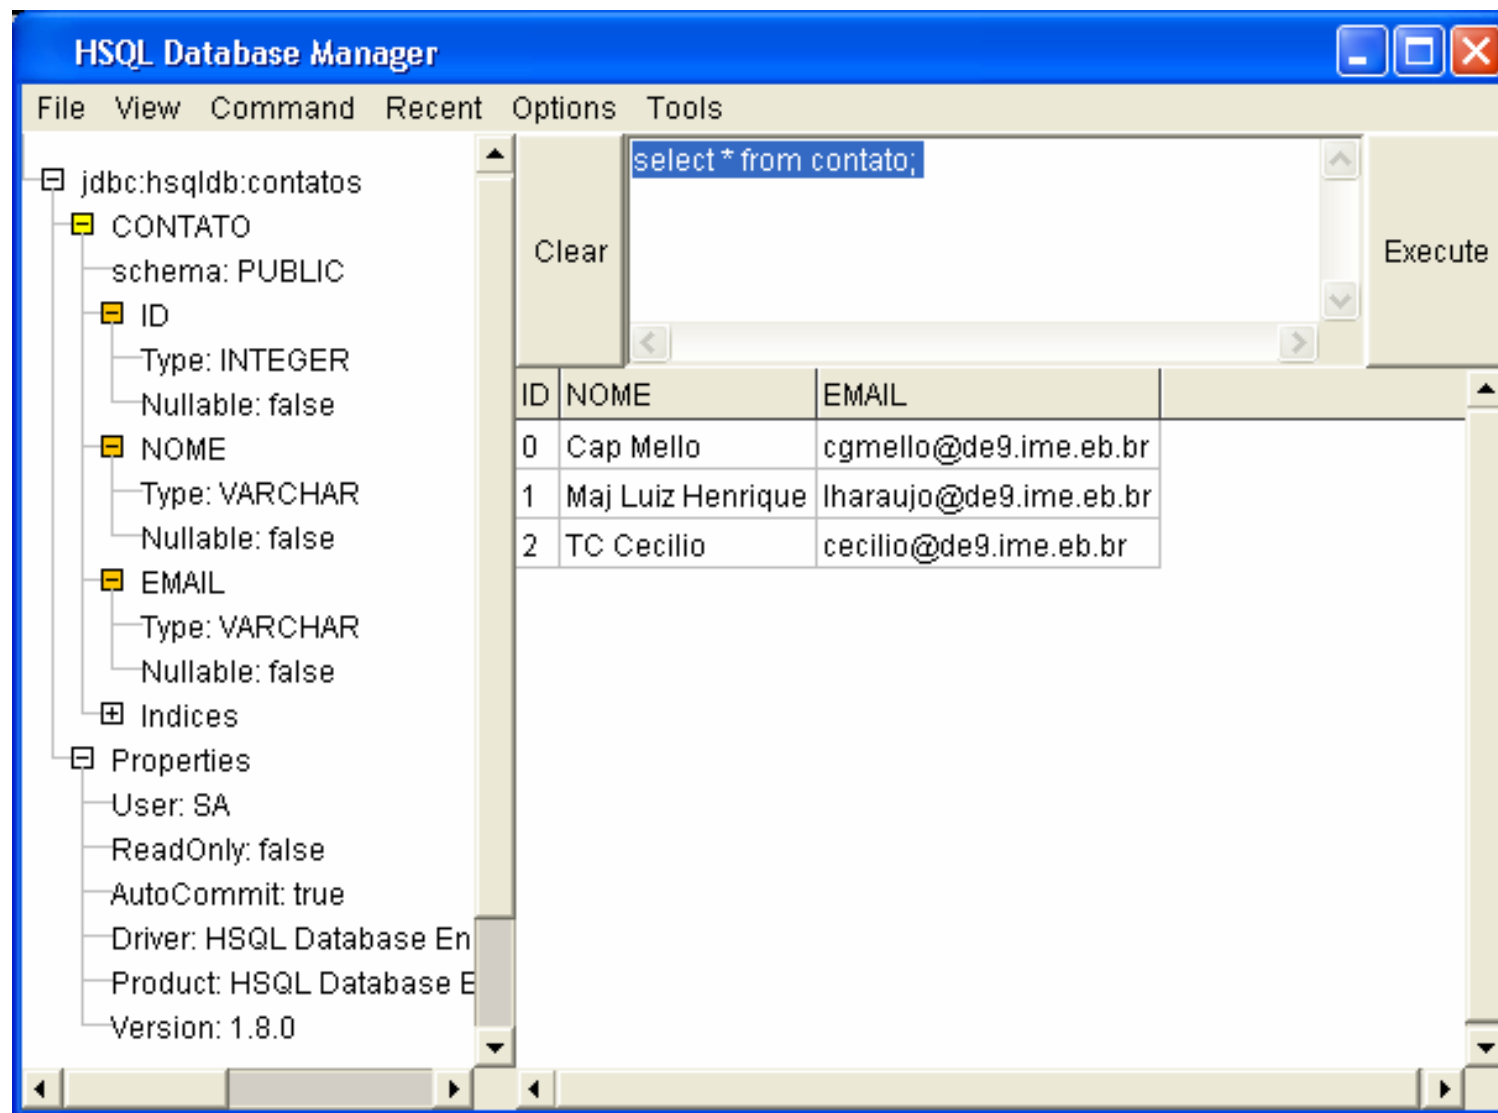 HSQL Database Manager
File View Command Recent Options Tools
jdbc:hsqldb:contatos
CONTATO
schema: PUBLIC
ID
Type: INTEGER
Nullable: false
NOME
Type: VARCHAR
Nullable: false
EMAIL
Type: VARCHAR
Nullable: false
Indices
Properties
User: SA
ReadOnly: false
AutoCommit: true
Driver: HSQL Database En
Product: HSQL Database E
Version: 1.8.0
Clear
select * from contato;
Execute
ID NOME EMAIL
0 Cap Mello cgmello@de9.ime.eb.br
1 Maj Luiz Henrique lharaujo@de9.ime.eb.br
2 TC Cecilio cecilio@de9.ime.eb.br